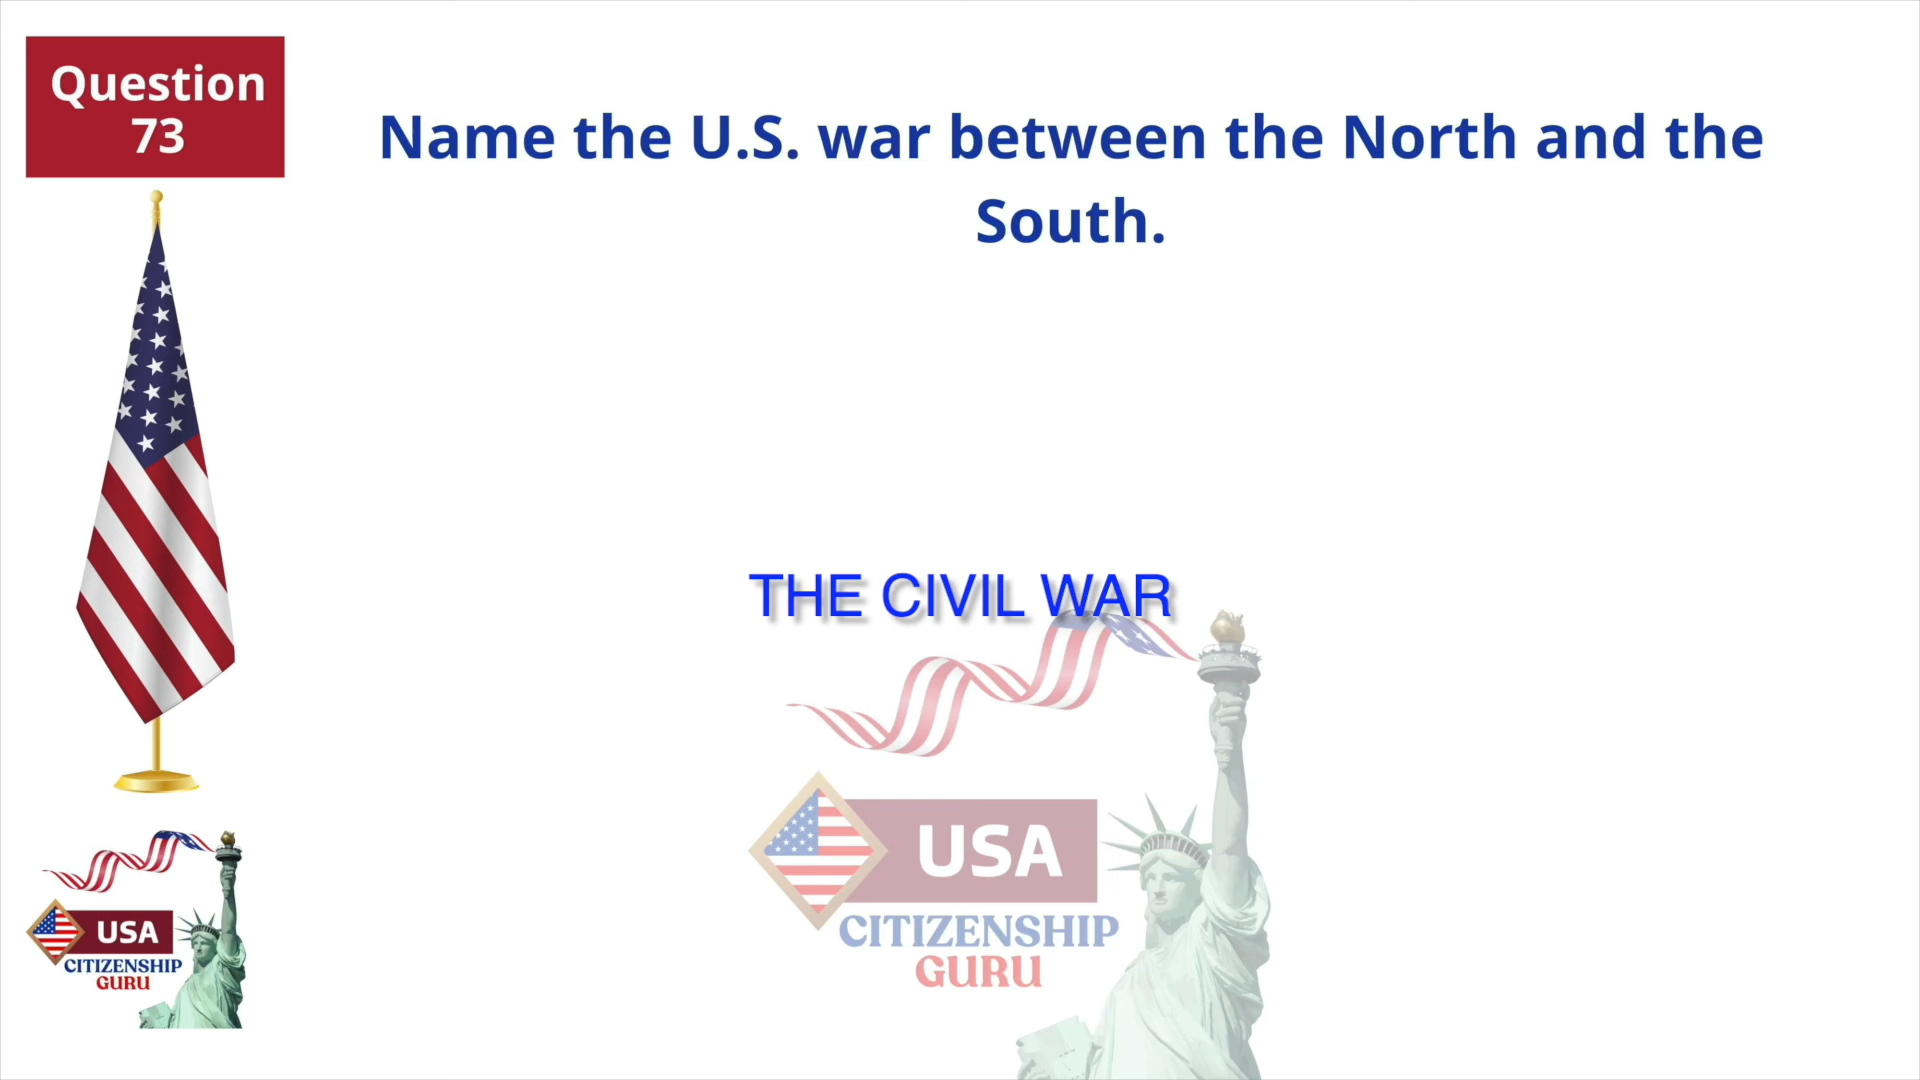 Question
73
Name the U.S. war between the North and the
South.
THE CIVIL WAR
USA
CITIZENSHIP
GURU
USA
CITIZENSHIP
GURU